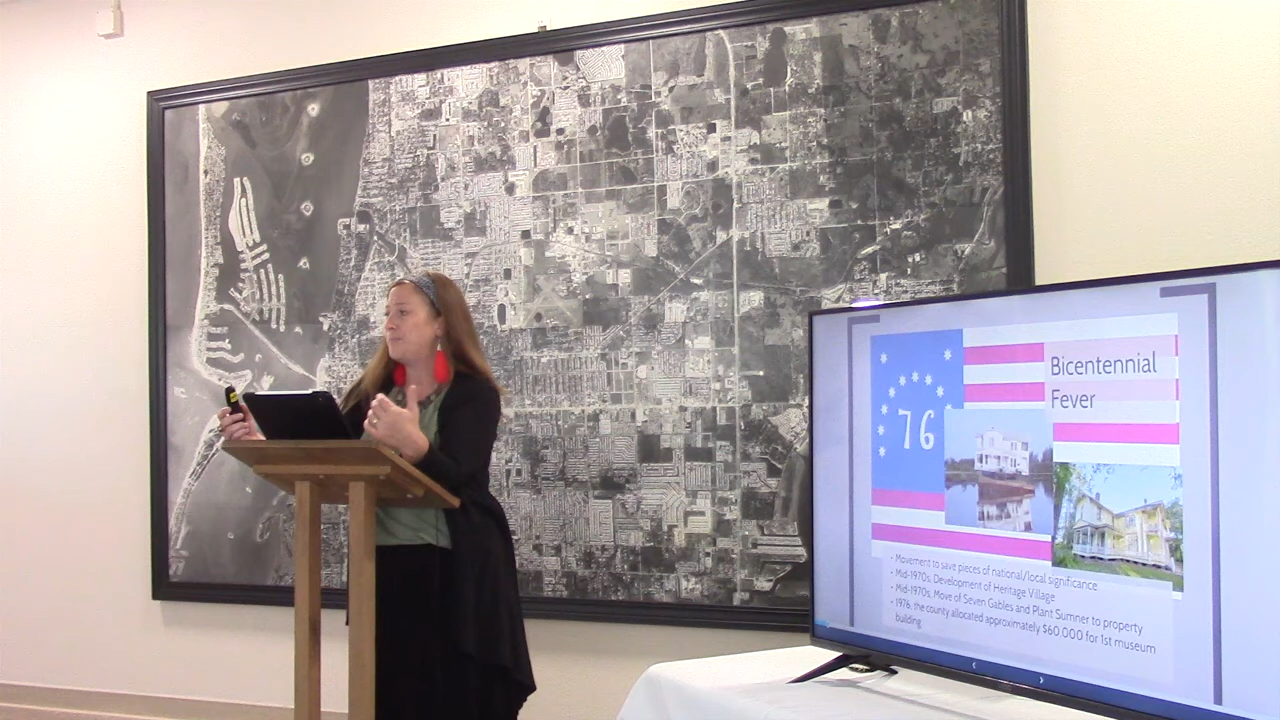 Bicentennial
Fever
76
• Movement to save pieces of national/local significance
• Mid-1970s, Development of Heritage Village
• Mid-1970s, Move of Seven Gables and Plant Sumner to property
• 1976, the county allocated approximately $60,000 for 1st museum
building